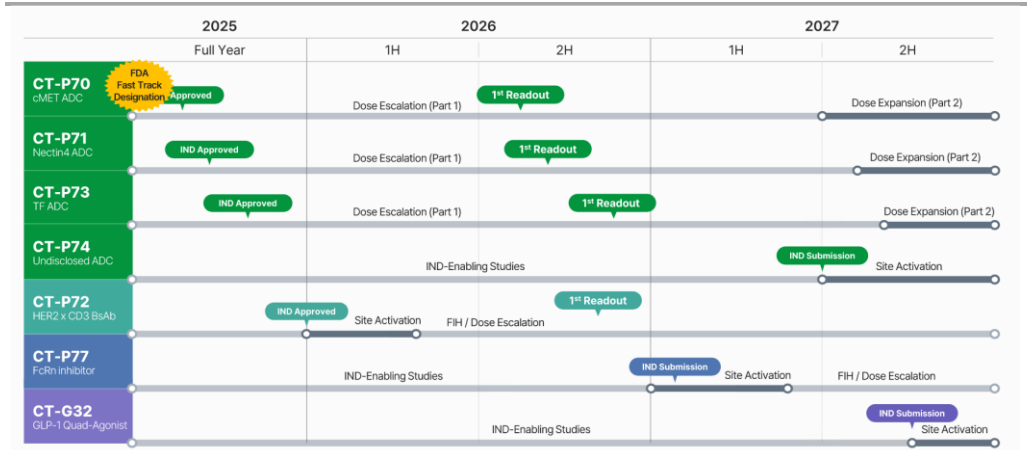 2025 2026 2027
Full Year 1H 2H 1H 2H
CT-P70
cMET ADC
FDA
Fast Track
Designation
Approved
Dose Escalation (Part 1)
1st Readout
Dose Expansion (Part 2)
CT-P71
Nectin4 ADC
IND Approved
Dose Escalation (Part 1)
1st Readout
Dose Expansion (Part 2)
CT-P73
TF ADC
IND Approved
Dose Escalation (Part 1)
1st Readout
Dose Expansion (Part 2)
CT-P74
Undisclosed ADC
IND-Enabling Studies
IND Submission
Site Activation
CT-P72
HER2 x CD3 BsAb
IND Approved
Site Activation
FIH / Dose Escalation
1st Readout
CT-P77
FcRn inhibitor
IND-Enabling Studies
IND Submission
Site Activation
FIH / Dose Escalation
CT-G32
GLP-1 Quad-Agonist
IND-Enabling Studies
IND Submission
Site Activation